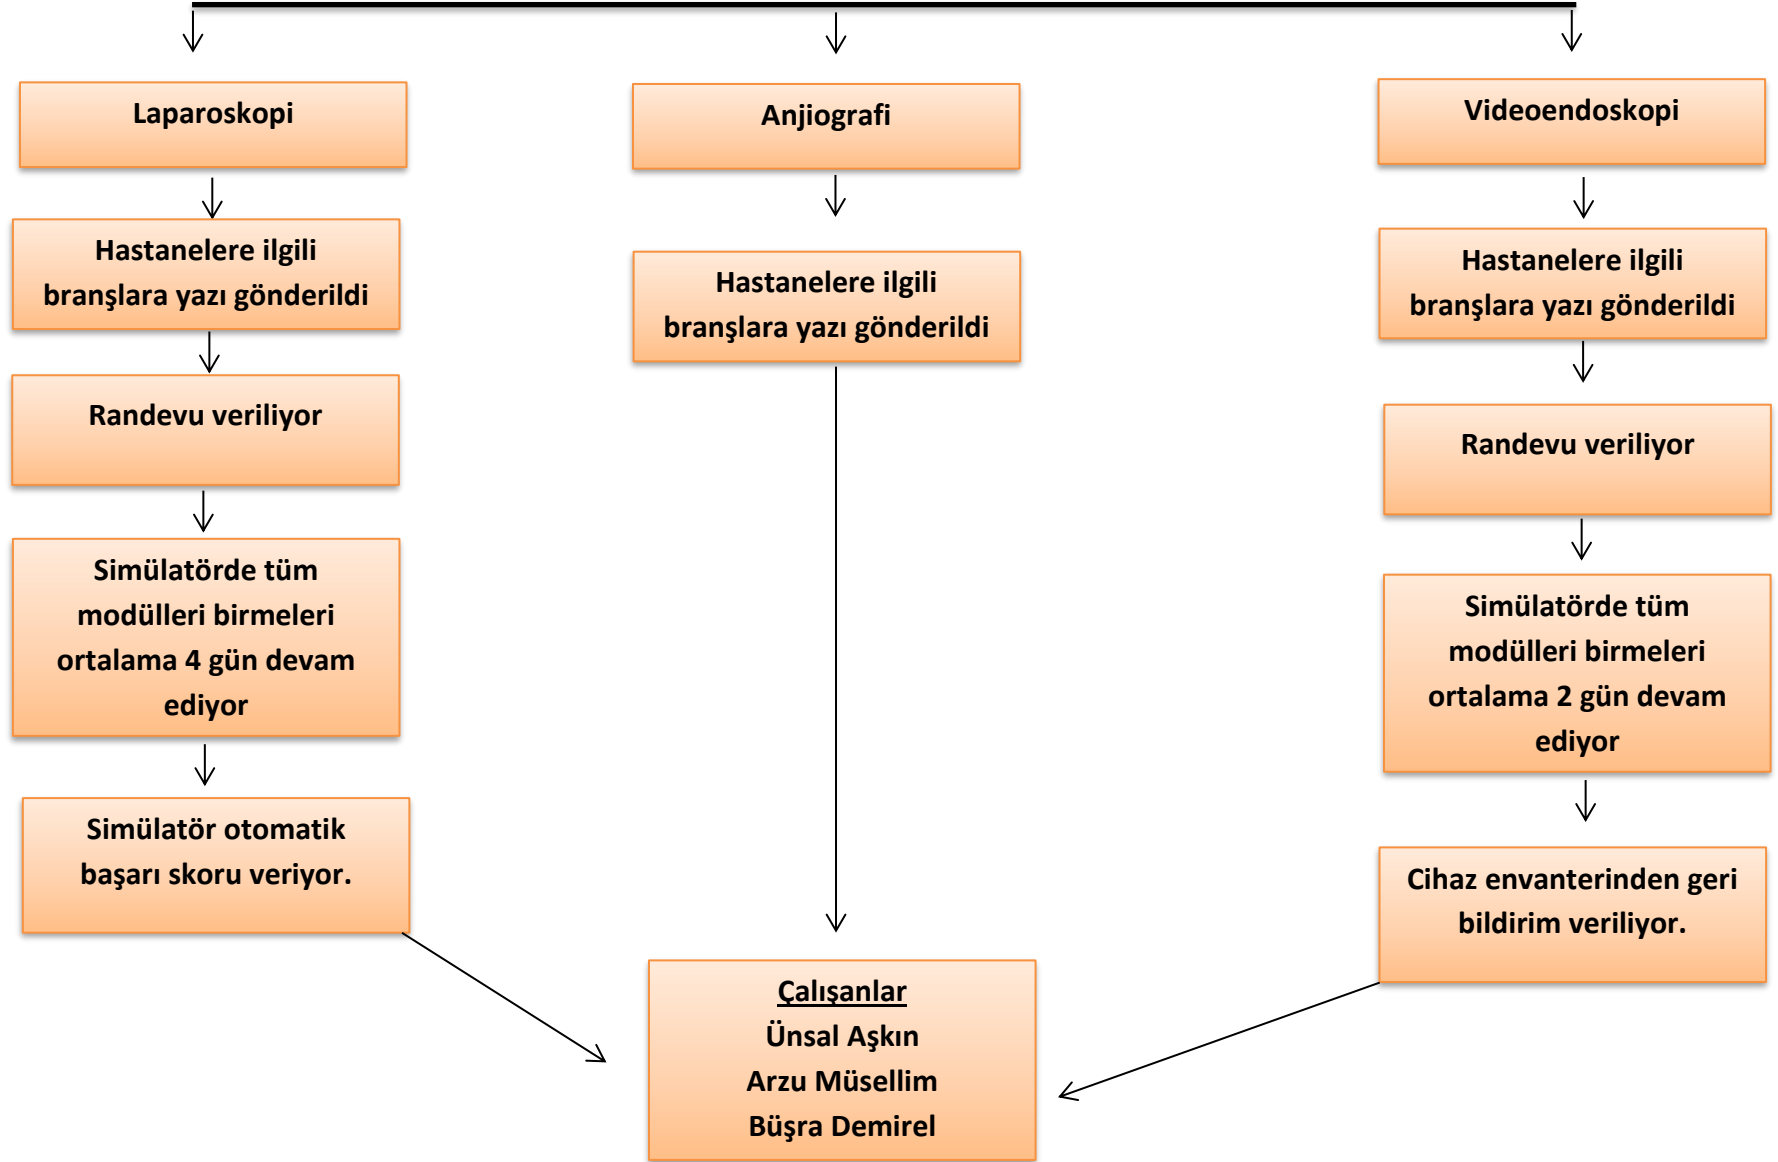 Laparoskopi
Hastanelere ilgili
branşlara yazı gönderildi
Randevu veriliyor
Simülatörde tüm
modülleri birmeleri
ortalama 4 gün devam
ediyor
Simülatör otomatik
başarı skoru veriyor.
Anjiografi
Hastanelere ilgili
branşlara yazı gönderildi
Videoendoskopi
Hastanelere ilgili
branşlara yazı gönderildi
Randevu veriliyor
Simülatörde tüm
modülleri birmeleri
ortalama 2 gün devam
ediyor
Cihaz envanterinden geri
bildirim veriliyor.
Çalışanlar
Ünsal Aşkın
Arzu Müsellim
Büşra Demirel